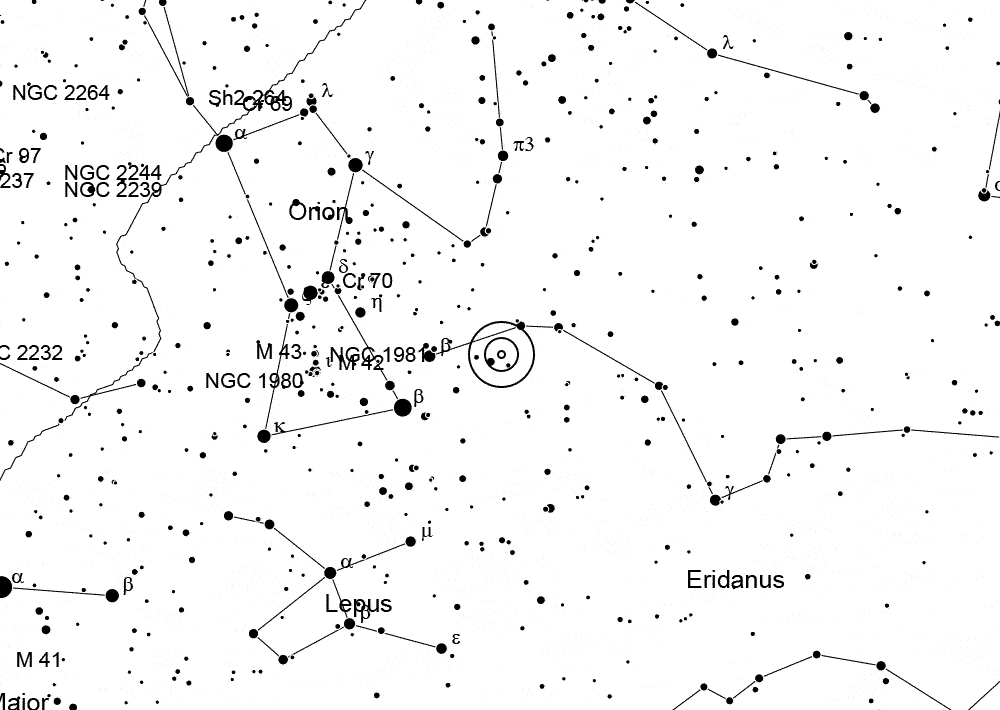 λ
NGC 2264
Sh2-264
Cr 69
λ
α
π3
Cr 97
γ
NGC 2244
237
NGC 2239
α
Orion
δ
Cr 70
ε
ζ
η
C 2232
M 43
NGC 1981
β
ι
M 42
NGC 1980
β
κ
γ
μ
α
α
β
Eridanus
Lepus
β
ε
M 41
Major